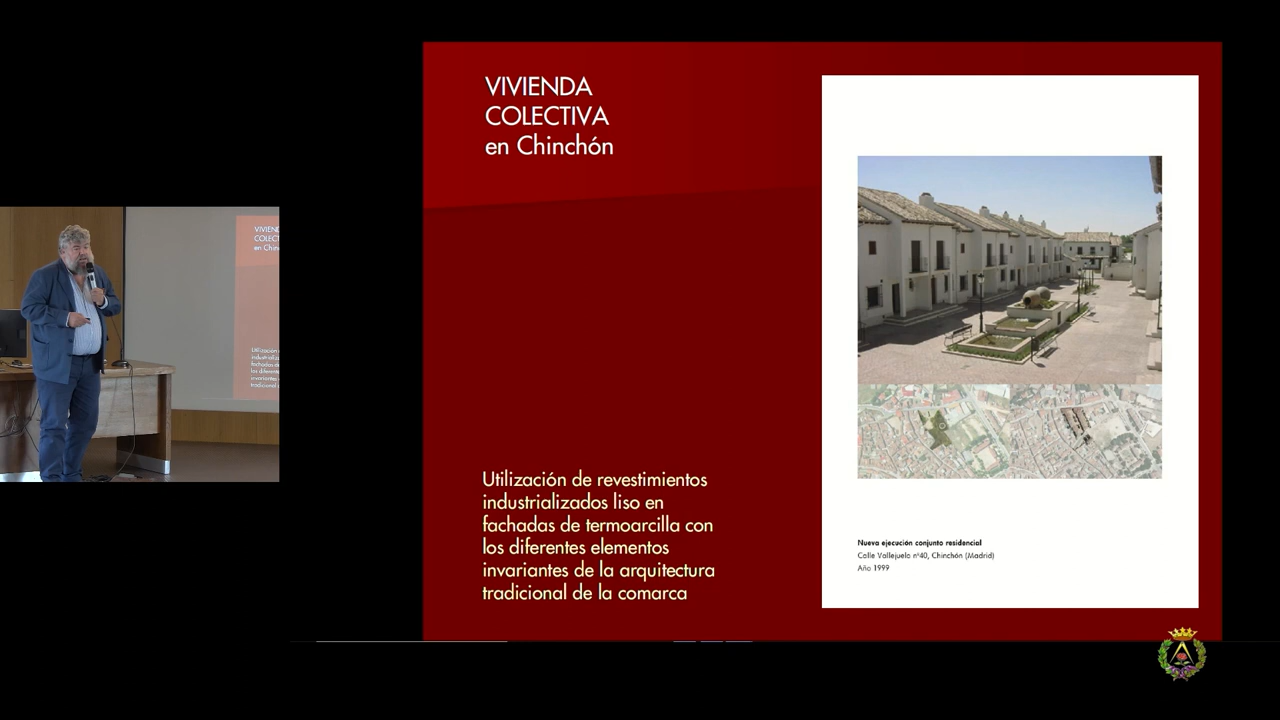 VIVIENDA
COLECTIVA
en Chinchón
Utilización de revestimientos
industrializados liso en
fachadas de termoarcilla con
los diferentes elementos
invariantes de la arquitectura
tradicional de la comarca
Nueva ejecución conjunto residencial
Calle Vallejuelo nº40, Chinchón (Madrid)
Año 1999